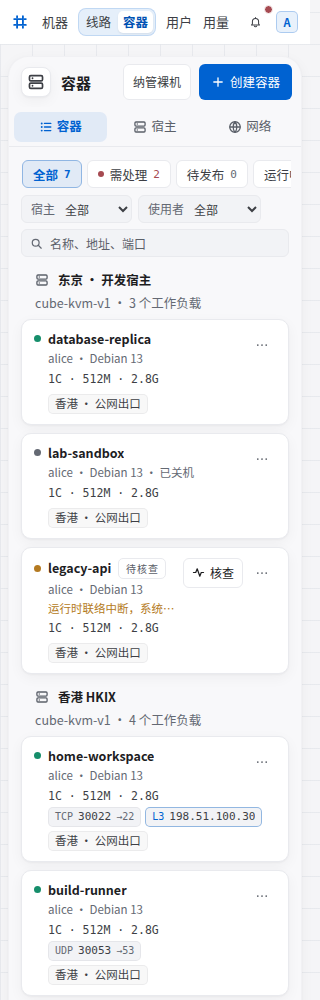 机器 线路 容器 用户 用量 A
容器 纳管裸机 创建容器
容器 宿主 网络
全部 7 需处理 2 待发布 0
宿主 全部 使用者 全部
名称、地址、端口
东京 · 开发宿主
cube-kvm-v1 · 3 个工作负载
database-replica ...
alice · Debian 13
1C · 512M · 2.8G
香港 · 公网出口
lab-sandbox ...
alice · Debian 13 · 已关机
1C · 512M · 2.8G
香港 · 公网出口
legacy-api 待核查 核查 ...
alice · Debian 13
运行时联络中断，系统…
1C · 512M · 2.8G
香港 · 公网出口
香港 HKIX
cube-kvm-v1 · 4 个工作负载
home-workspace ...
alice · Debian 13
1C · 512M · 2.8G
TCP 30022 →22 L3 198.51.100.30
香港 · 公网出口
build-runner ...
alice · Debian 13
1C · 512M · 2.8G
UDP 30053 →53
香港 · 公网出口